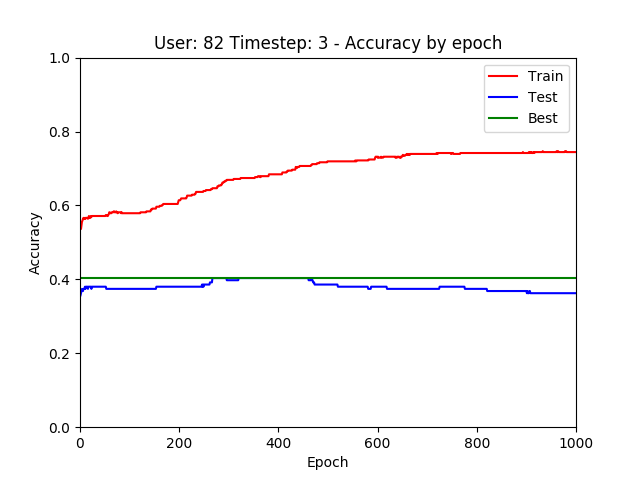 User: 82 Timestep: 3 - Accuracy by epoch
1.0
0.8
0.6
0.4
0.2
0.0
Accuracy
Train
Test
Best
0 200 400 600 800 1000
Epoch